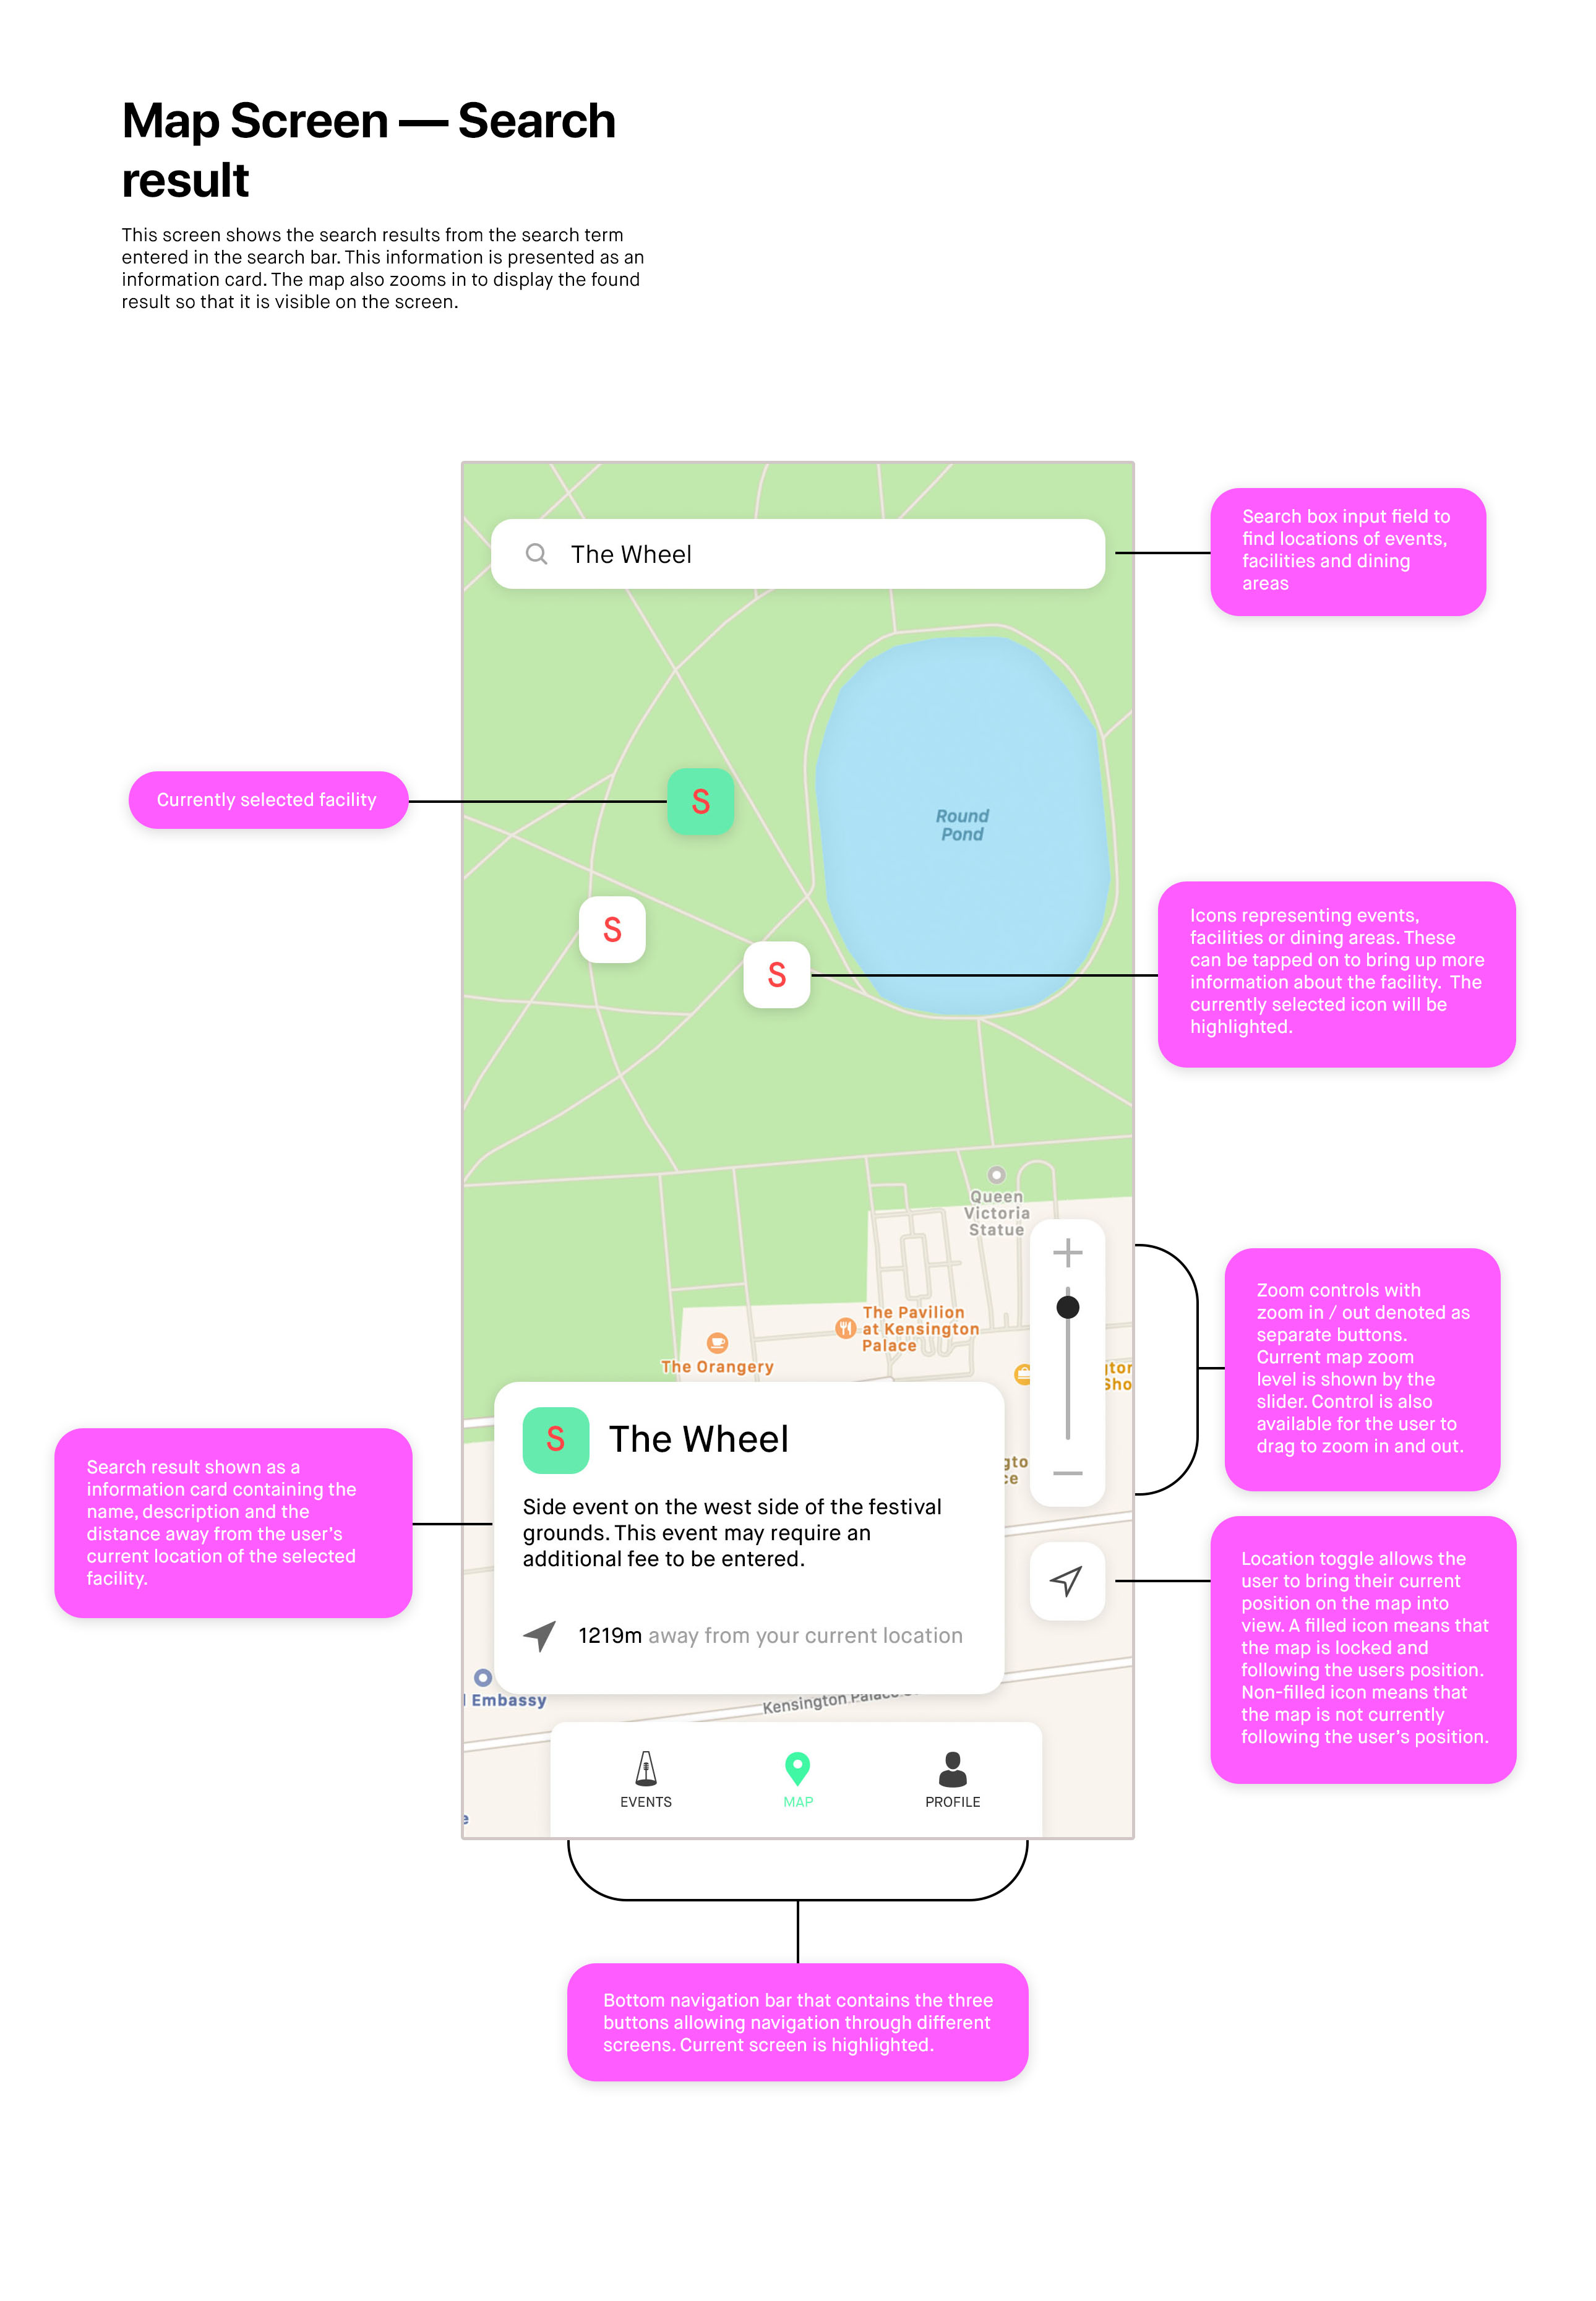 Map Screen — Search
result
This screen shows the search results from the search term
entered in the search bar. This information is presented as an
information card. The map also zooms in to display the found
result so that it is visible on the screen.
The Wheel
Search box input field to
find locations of events,
facilities and dining
areas
Currently selected facility
S
Round
Pond
S
S
Icons representing events,
facilities or dining areas. These
can be tapped on to bring up more
information about the facility.  The
currently selected icon will be
highlighted.
Queen
Victoria
Statue
The Pavilion
at Kensington
Palace
The Orangery
Zoom controls with
zoom in / out denoted as
separate buttons.
Current map zoom
level is shown by the
slider. Control is also
available for the user to
drag to zoom in and out.
S
The Wheel
Side event on the west side of the festival
grounds. This event may require an
additional fee to be entered.
1219m away from your current location
Search result shown as a
information card containing the
name, description and the
distance away from the user's
current location of the selected
facility.
Location toggle allows the
user to bring their current
position on the map into
view. A filled icon means that
the map is locked and
following the users position.
Non-filled icon means that
the map is not currently
following the user's position.
Embassy
Kensington Palace
EVENTS
MAP
PROFILE
Bottom navigation bar that contains the three
buttons allowing navigation through different
screens. Current screen is highlighted.